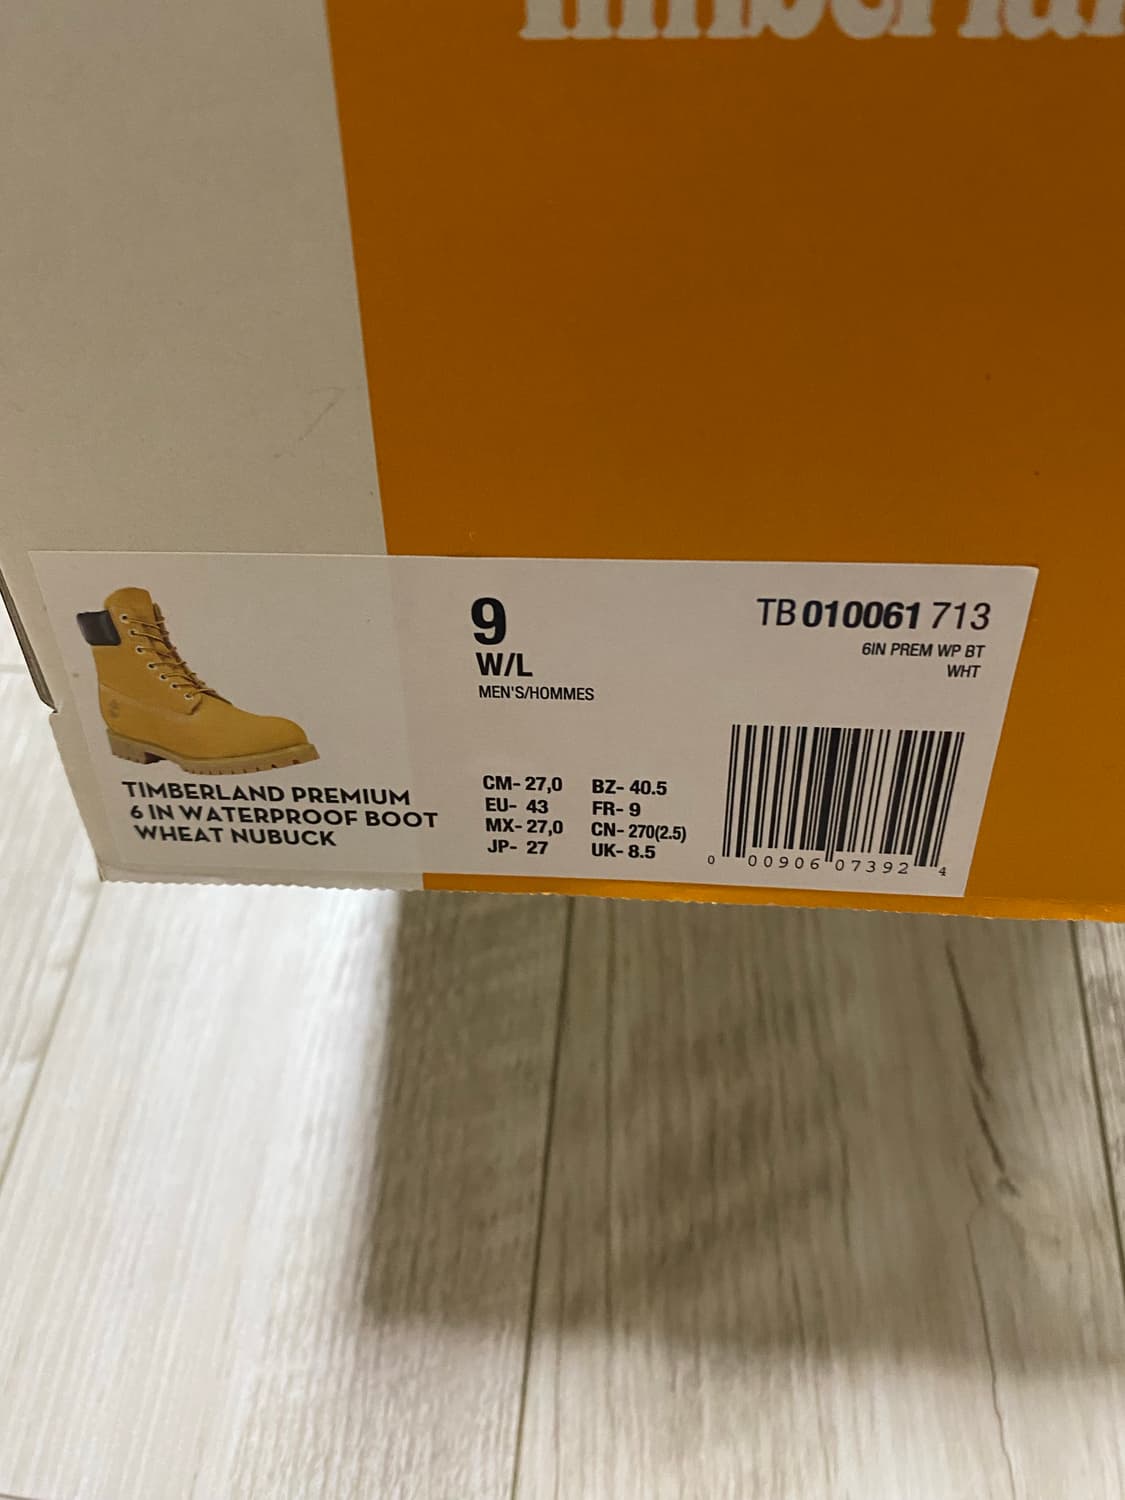 Timberland
9
W/L
MEN'S/HOMMES
TB 010061 713
6IN PREM WP BT
WHT
TIMBERLAND PREMIUM
6 IN WATERPROOF BOOT
WHEAT NUBUCK
CM- 27,0 BZ- 40.5
EU- 43 FR- 9
MX- 27,0 CN- 270(2.5)
JP- 27 UK- 8.5
0 00906 07392 4